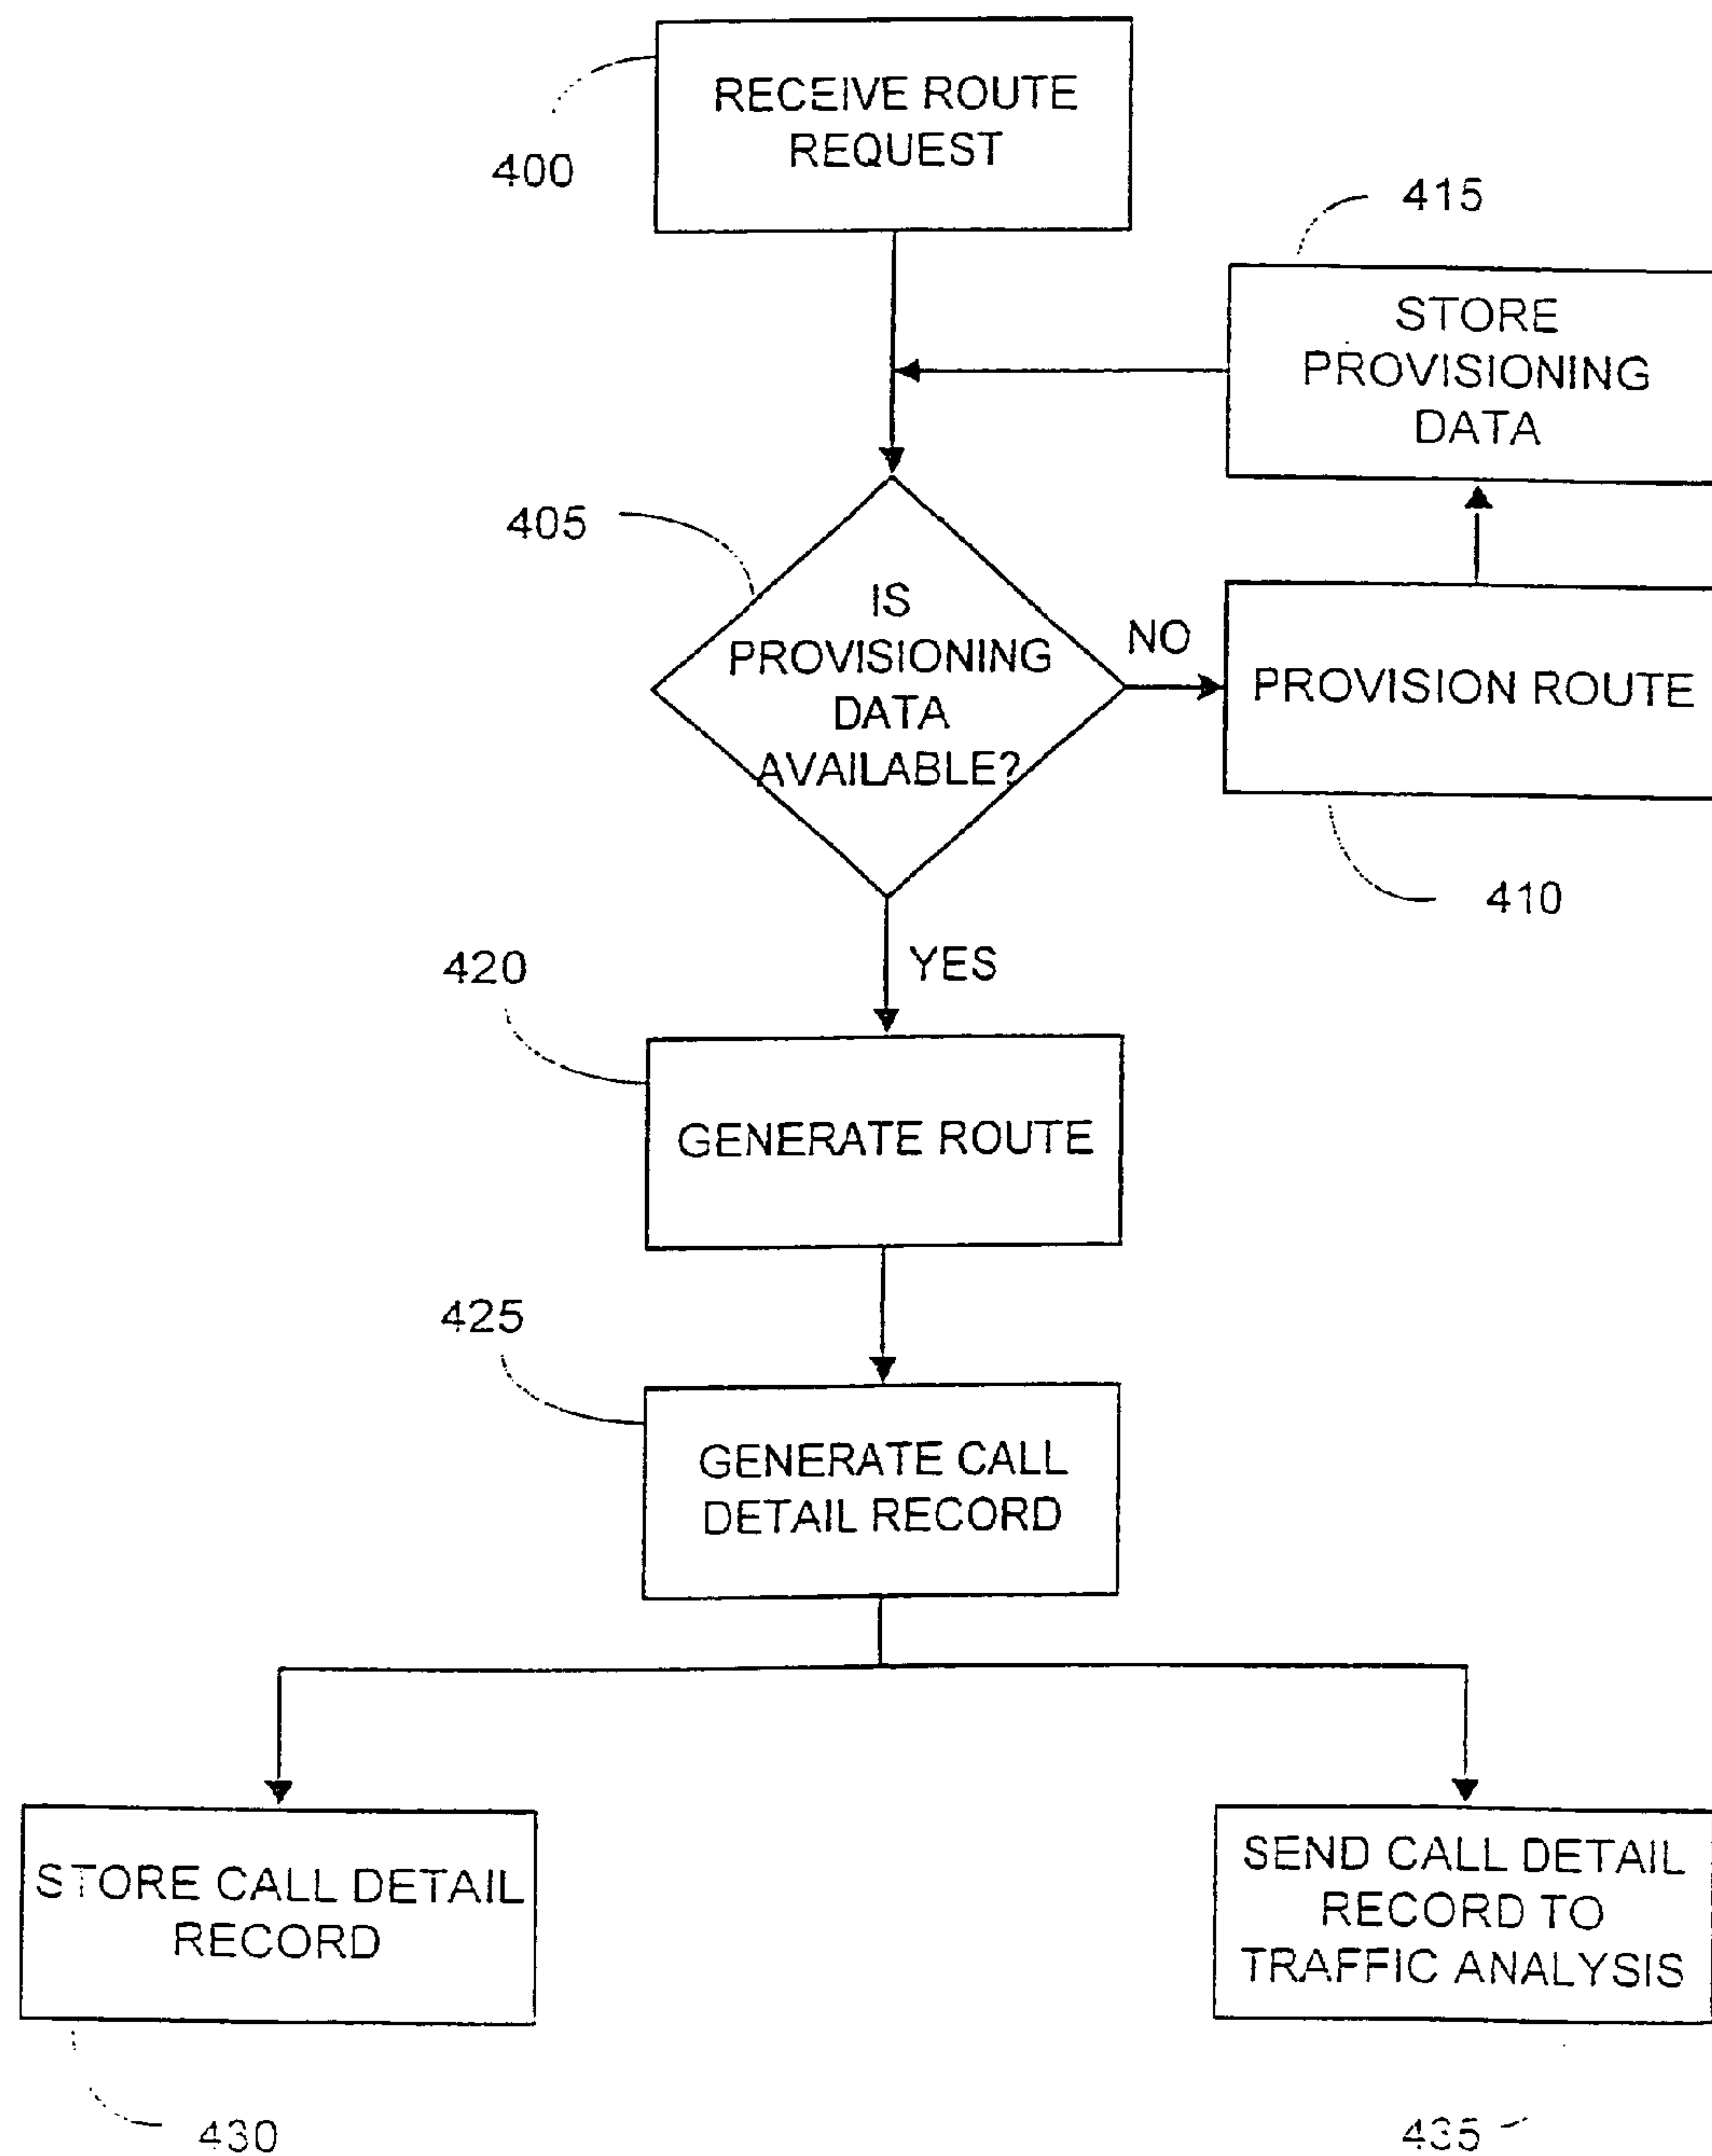 RECEIVE ROUTE
REQUEST
400
415
STORE
PROVISIONING
DATA
405
IS
PROVISIONING
DATA
AVAILABLE?
NO
PROVISION ROUTE
410
YES
420
GENERATE ROUTE
425
GENERATE CALL
DETAIL RECORD
STORE CALL DETAIL
RECORD
SEND CALL DETAIL
RECORD TO
TRAFFIC ANALYSIS
430
435